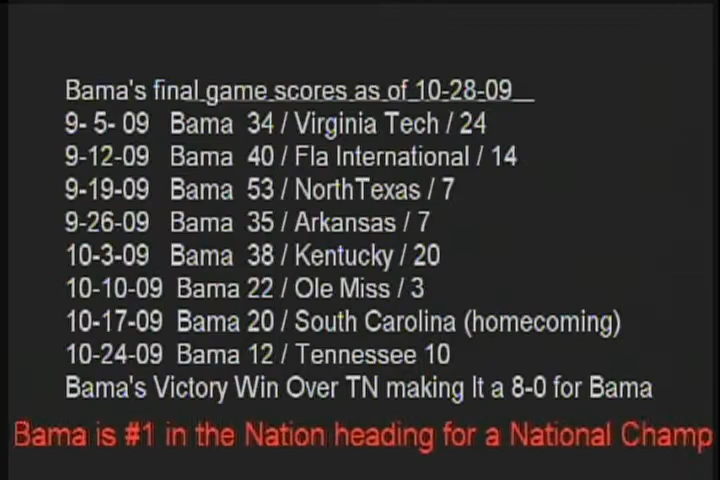 Bama's final game scores as of 10-28-09
9- 5- 09 Bama 34 / Virginia Tech / 24
9-12-09 Bama 40 / Fla International / 14
9-19-09 Bama 53 / NorthTexas / 7
9-26-09 Bama 35 / Arkansas / 7
10-3-09 Bama 38 / Kentucky / 20
10-10-09 Bama 22 / Ole Miss / 3
10-17-09 Bama 20 / South Carolina (homecoming)
10-24-09 Bama 12 / Tennessee 10
Bama's Victory Win Over TN making It a 8-0 for Bama
Bama is #1 in the Nation heading for a National Champ